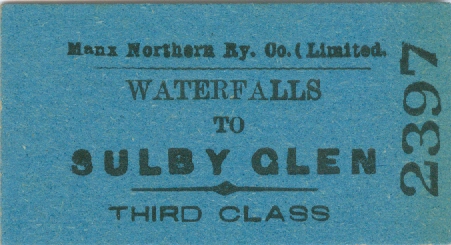 Manx Northern Ry. Co. (Limited.
WATERFALLS
TO
SULBY GLEN
THIRD CLASS
2397